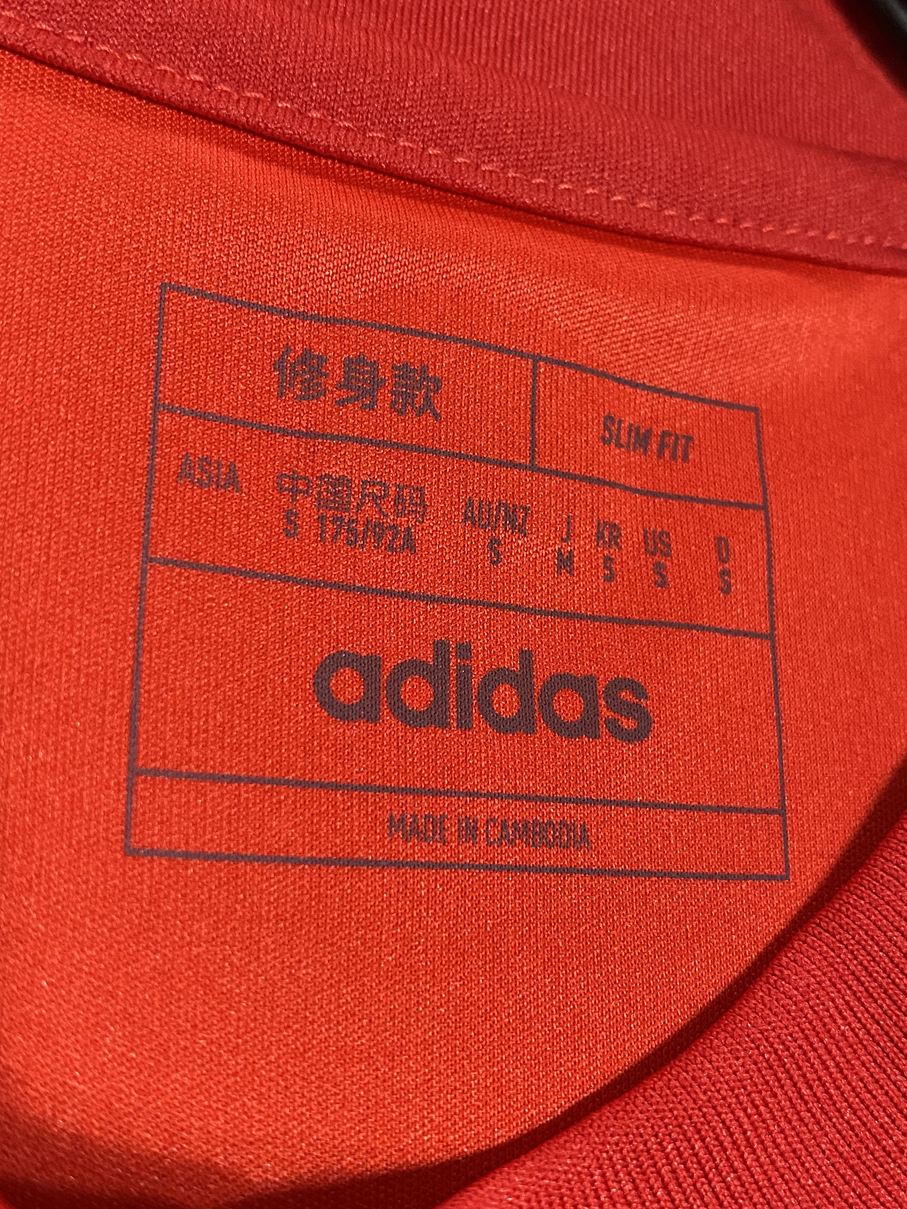 修身款 SLIM FIT
ASIA 中国尺码 AU/NZ J KR US D
S 175/92A S M S S S
adidas
MADE IN CAMBODIA